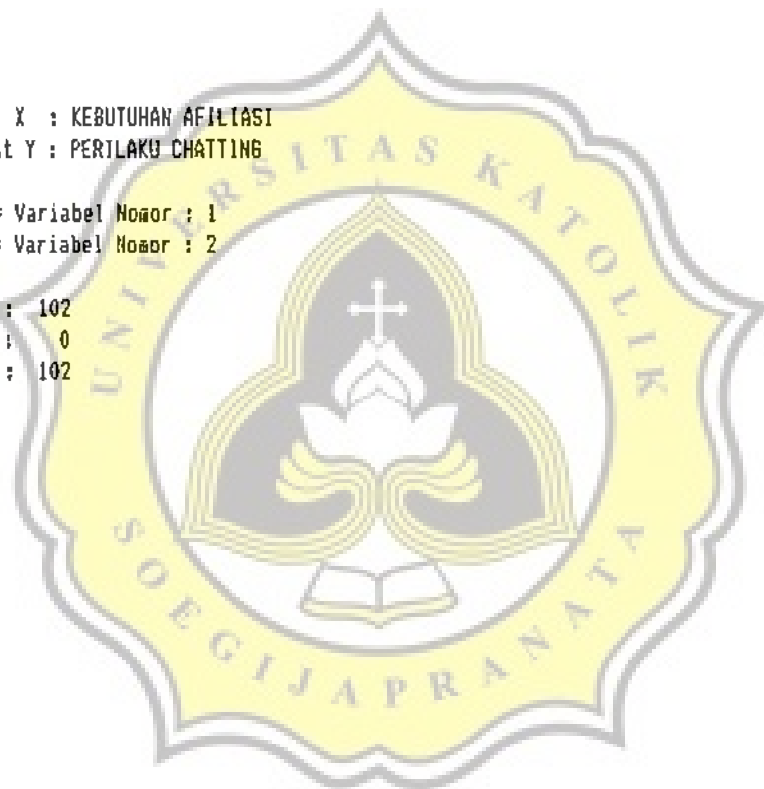 X : KEBUTUHAN AFILIASI
t Y : PERILAKU CHATTING
= Variabel Nomor : 1
= Variabel Nomor : 2
: 102
: 0
: 102
UNIVERSITAS KATOLIK
SOEGIJAPRANATA